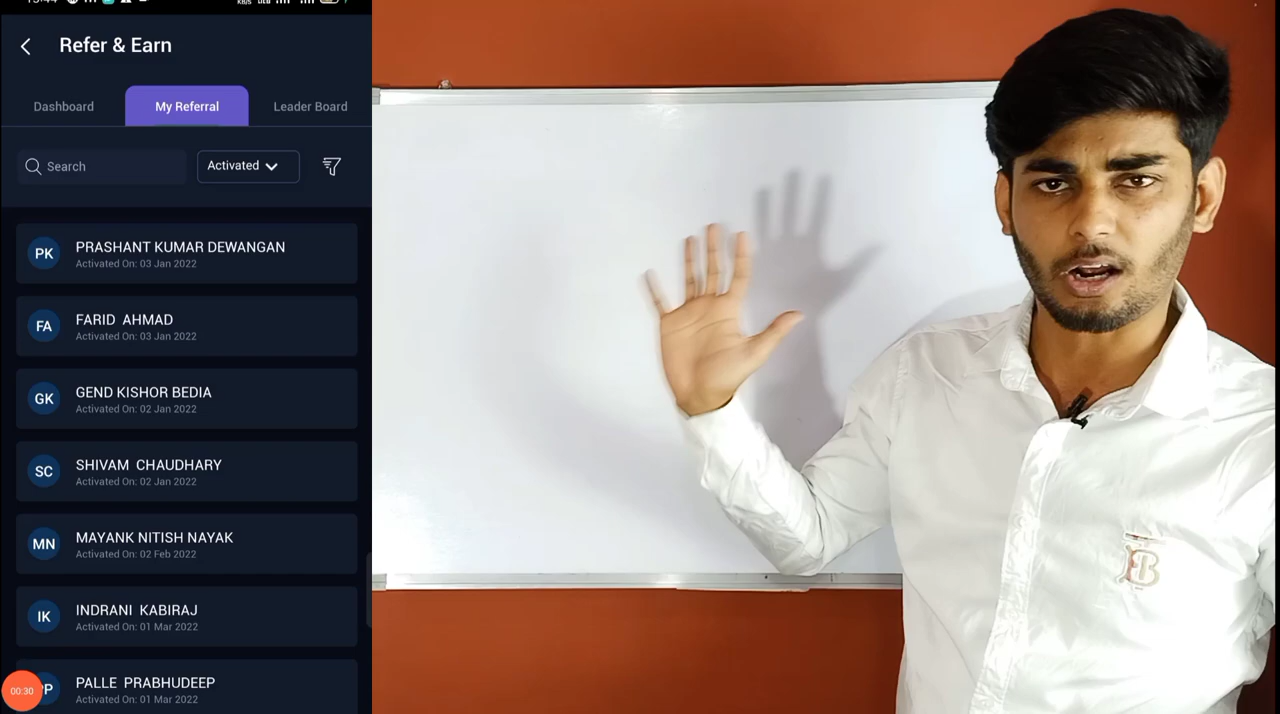 Refer & Earn
Dashboard
My Referral
Leader Board
Search
Activated
PK
PRASHANT KUMAR DEWANGAN
Activated On: 03 Jan 2022
FA
FARID AHMAD
Activated On: 03 Jan 2022
GK
GEND KISHOR BEDIA
Activated On: 02 Jan 2022
SC
SHIVAM CHAUDHARY
Activated On: 02 Jan 2022
MN
MAYANK NITISH NAYAK
Activated On: 02 Feb 2022
IK
INDRANI KABIRAJ
Activated On: 01 Mar 2022
PALLE PRABHUDEEP
00:30
Activated On: 01 Mar 2022
B